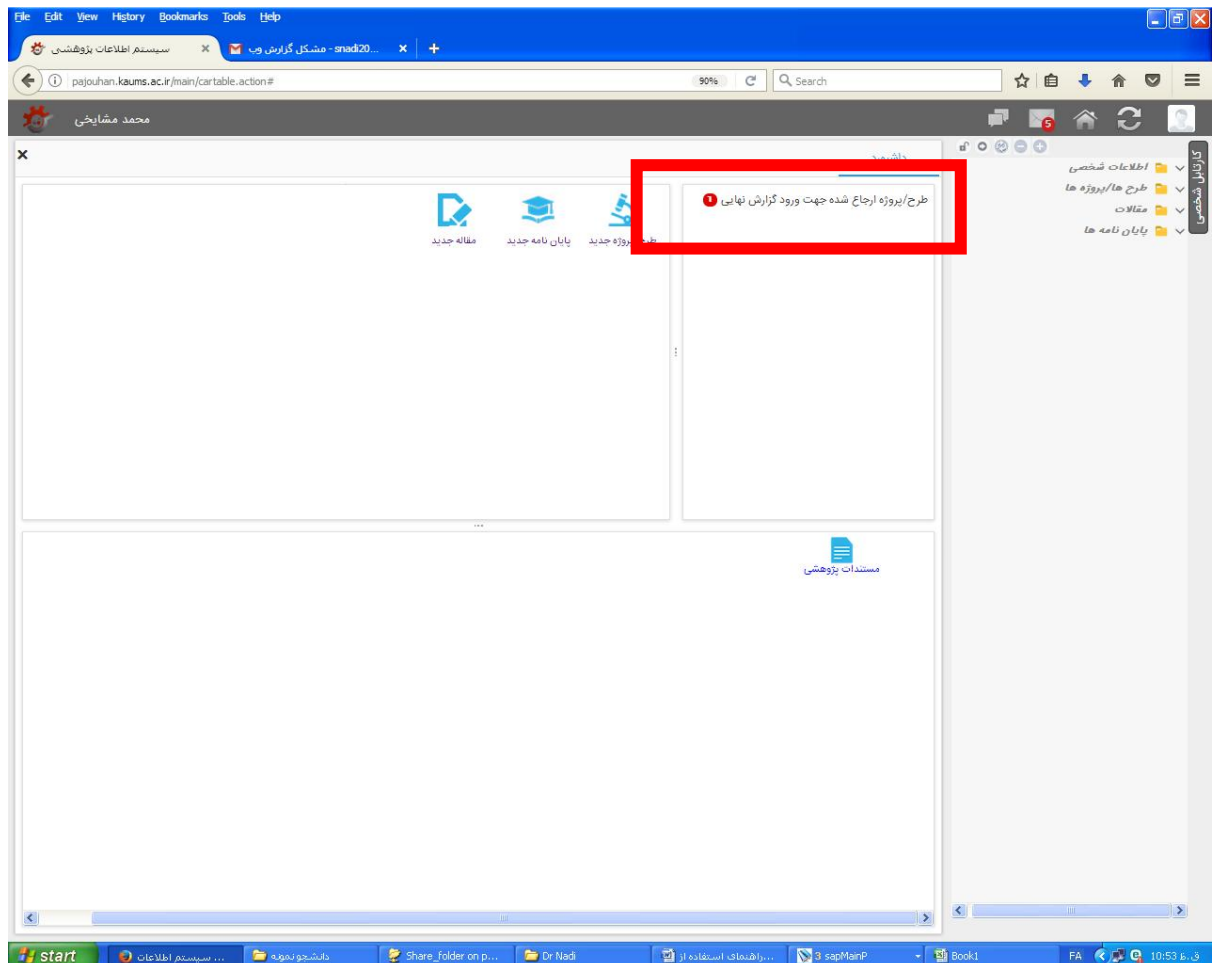 File Edit View History Bookmarks Tools Help
سیستم اطلاعات پژوهشی
مشکل گزارش وب - snadi20...
pajouhan.kaums.ac.ir/main/cartable.action#
90%
Search
محمد مشایخی
5
کارتابل شخصی
اطلاعات شخصی
طرح ها/پروژه ها
مقالات
پایان نامه ها
داشبورد
طرح/پروژه ارجاع شده جهت ورود گزارش نهایی 1
طرح/پروژه جدید
پایان نامه جدید
مقاله جدید
مستندات پژوهشی
start
سیستم اطلاعات ...
دانشجو نمونه
Share_folder on p...
Dr Nadi
راهنمای استفاده از...
3 sapMainP
Book1
FA
10:53 ق.ظ